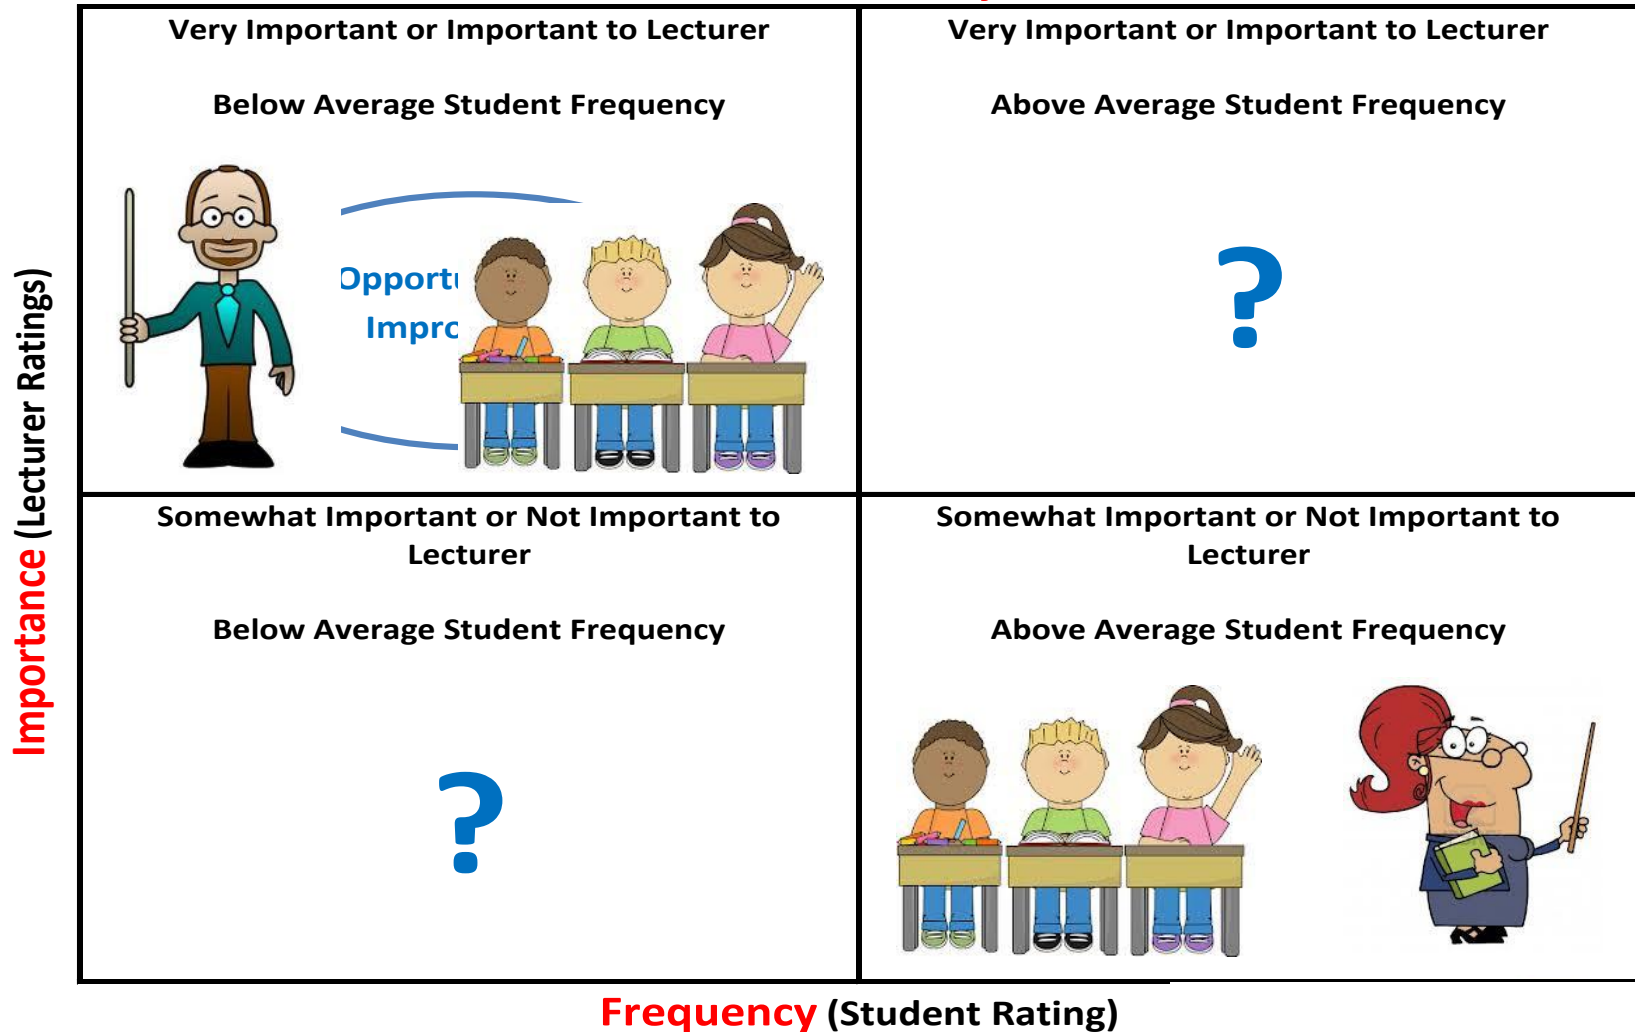 Very Important or Important to Lecturer
Below Average Student Frequency
Very Important or Important to Lecturer
Above Average Student Frequency
?
Somewhat Important or Not Important to
Lecturer
Below Average Student Frequency
?
Somewhat Important or Not Important to
Lecturer
Above Average Student Frequency
Importance (Lecturer Ratings)
Frequency (Student Rating)